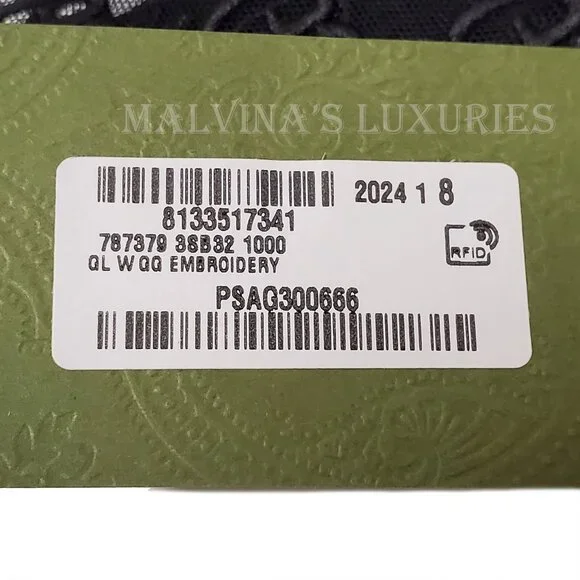 MALVINA'S LUXURIES
2024 1 8
8133517341
787379 3SB32 1000
GL W GG EMBROIDERY
RFID
PSAG300666